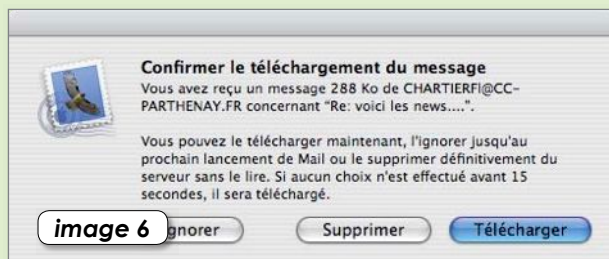 Confirmer le téléchargement du message
Vous avez reçu un message 288 Ko de CHARTIERFI@CC-
PARTHENAY.FR concernant "Re: voici les news....".
Vous pouvez le télécharger maintenant, l'ignorer jusqu'au
prochain lancement de Mail ou le supprimer définitivement du
serveur sans le lire. Si aucun choix n'est effectué avant 15
secondes, il sera téléchargé.
image 6 gnorer Supprimer Télécharger